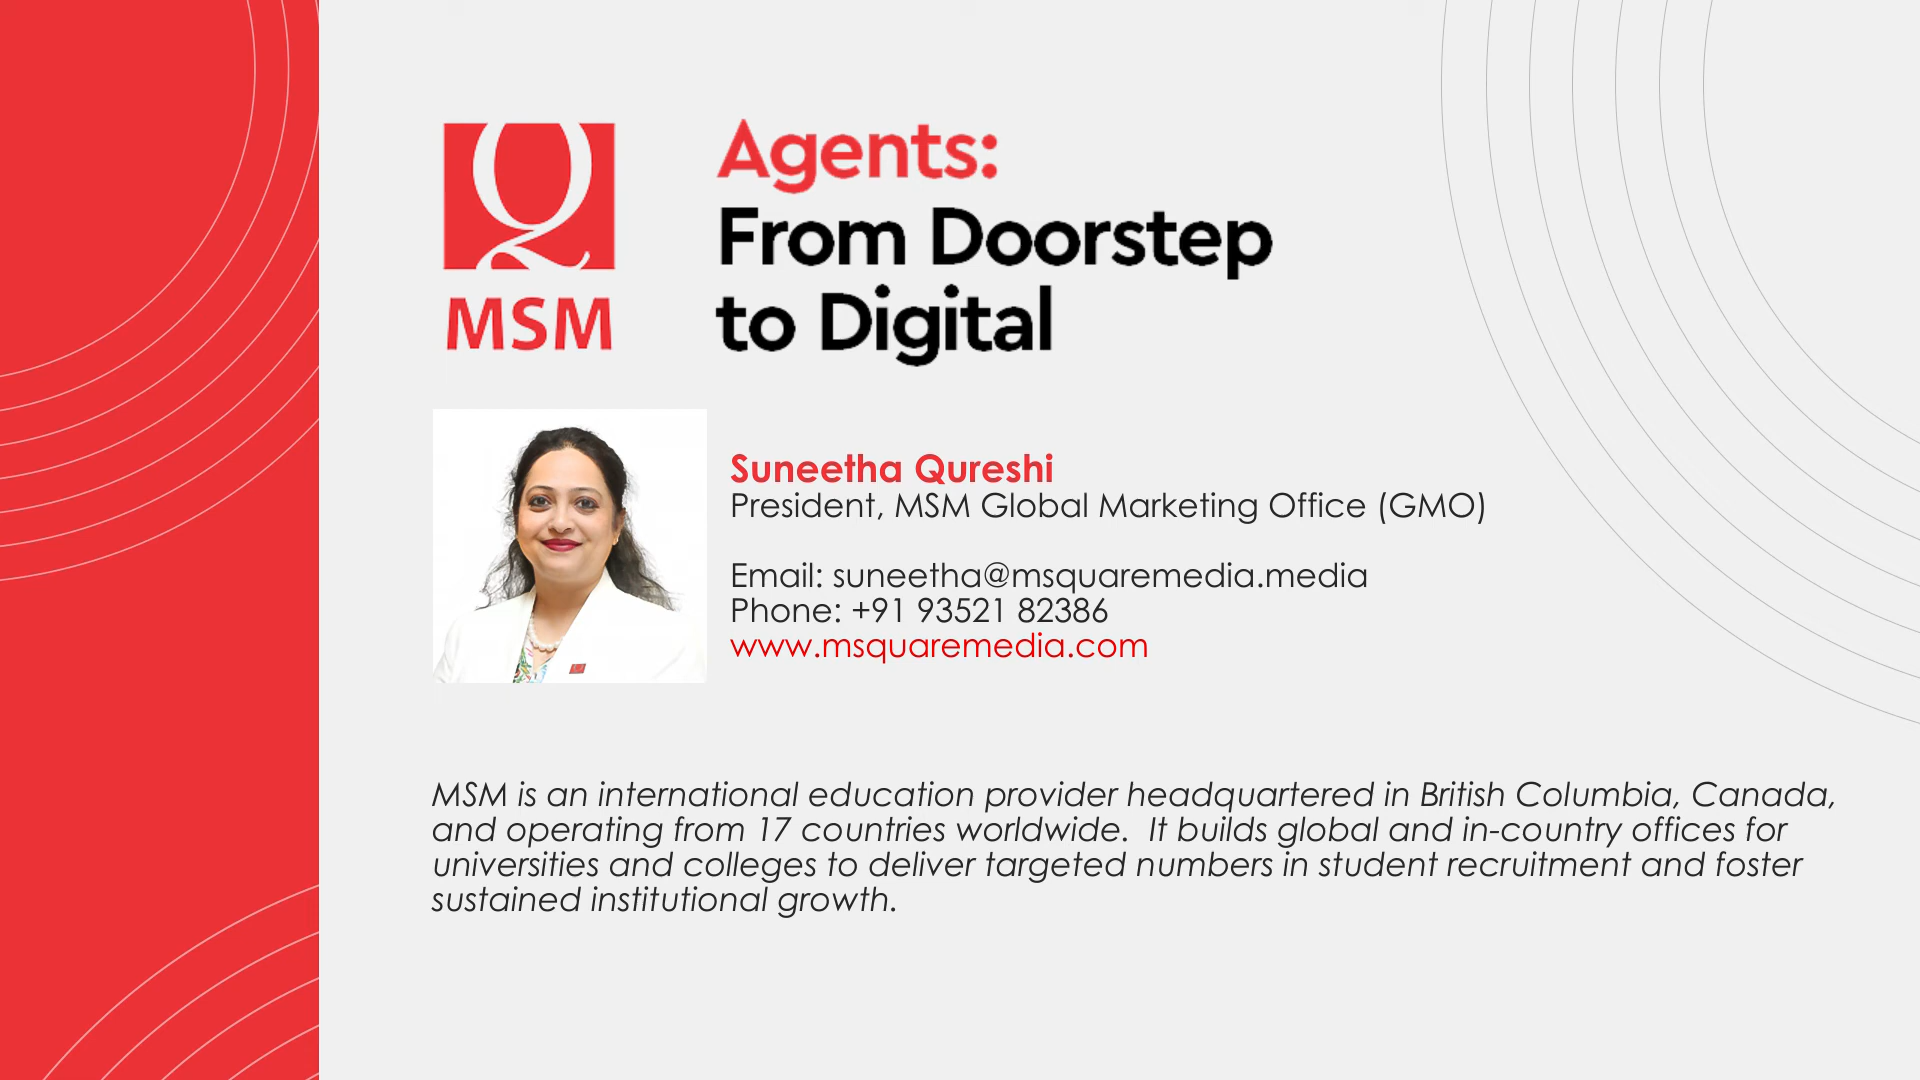 Q
MSM
Agents:
From Doorstep
to Digital
Suneetha Qureshi
President, MSM Global Marketing Office (GMO)
Email: suneetha@msquaremedia.media
Phone: +91 93521 82386
www.msquaremedia.com
MSM is an international education provider headquartered in British Columbia, Canada,
and operating from 17 countries worldwide.  It builds global and in-country offices for
universities and colleges to deliver targeted numbers in student recruitment and foster
sustained institutional growth.